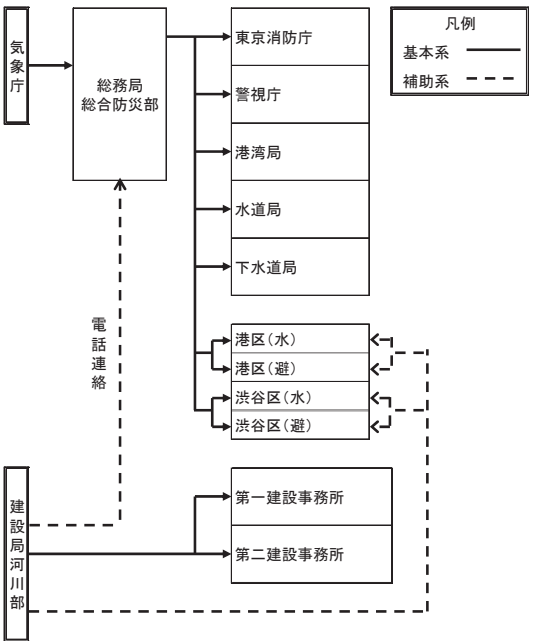 気象庁
総務局
総合防災部
東京消防庁
警視庁
港湾局
水道局
下水道局
凡例
基本系
補助系
電話連絡
港区(水)
港区(避)
渋谷区(水)
渋谷区(避)
建設局河川部
第一建設事務所
第二建設事務所